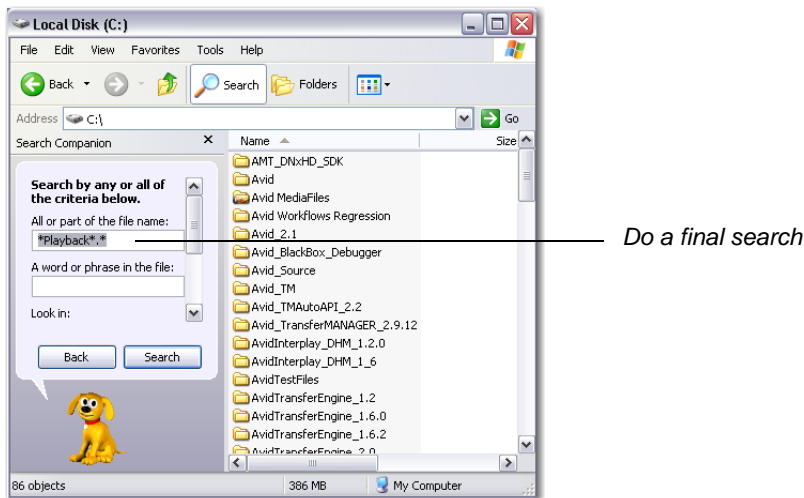 Local Disk (C:)
File Edit View Favorites Tools Help
Back Search Folders
Address C:\ Go
Search Companion × Name Size
Search by any or all of
the criteria below.
All or part of the file name:
*Playback*.*
A word or phrase in the file:
Look in:
Back Search
AMT_DNxHD_SDK
Avid
Avid MediaFiles
Avid Workflows Regression
Avid_2.1
Avid_BlackBox_Debugger
Avid_Source
Avid_TM
Avid_TMAutoAPI_2.2
Avid_TransferMANAGER_2.9.12
AvidInterplay_DHM_1.2.0
AvidInterplay_DHM_1_6
AvidTestFiles
AvidTransferEngine_1.2
AvidTransferEngine_1.6.0
AvidTransferEngine_1.6.2
AvidTransferEngine_2.0
Do a final search
86 objects 386 MB My Computer